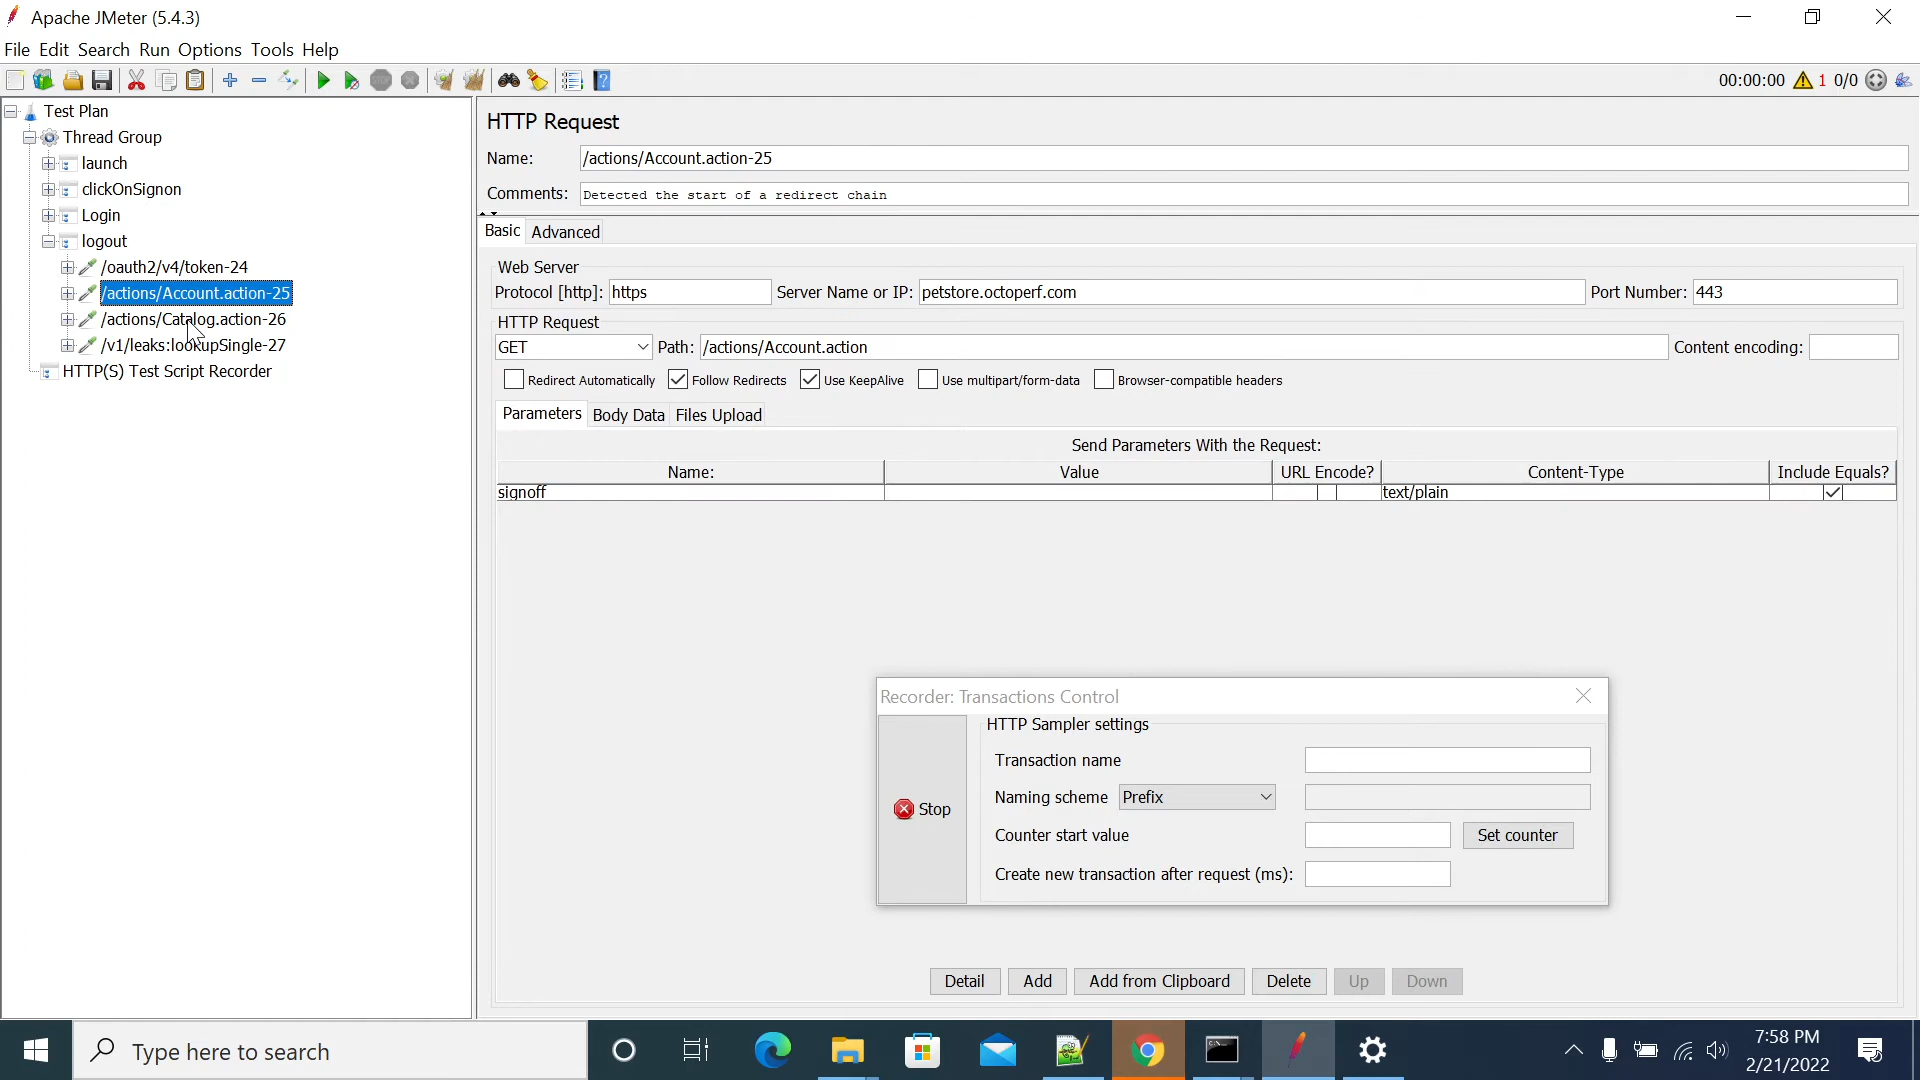 Apache JMeter (5.4.3)
File Edit Search Run Options Tools Help
00:00:00 1 0/0
Test Plan
Thread Group
launch
clickOnSignon
Login
logout
/oauth2/v4/token-24
/actions/Account.action-25
/actions/Catalog.action-26
/v1/leaks:lookupSingle-27
HTTP(S) Test Script Recorder
HTTP Request
Name: /actions/Account.action-25
Comments: Detected the start of a redirect chain
Basic Advanced
Web Server
Protocol [http]: https Server Name or IP: petstore.octoperf.com Port Number: 443
HTTP Request
GET Path: /actions/Account.action Content encoding:
Redirect Automatically Follow Redirects Use KeepAlive Use multipart/form-data Browser-compatible headers
Parameters Body Data Files Upload
Send Parameters With the Request:
Name: Value URL Encode? Content-Type Include Equals?
signoff text/plain
Recorder: Transactions Control
HTTP Sampler settings
Transaction name
Naming scheme Prefix
Counter start value Set counter
Create new transaction after request (ms):
Stop
Detail Add Add from Clipboard Delete Up Down
Type here to search
7:58 PM
2/21/2022